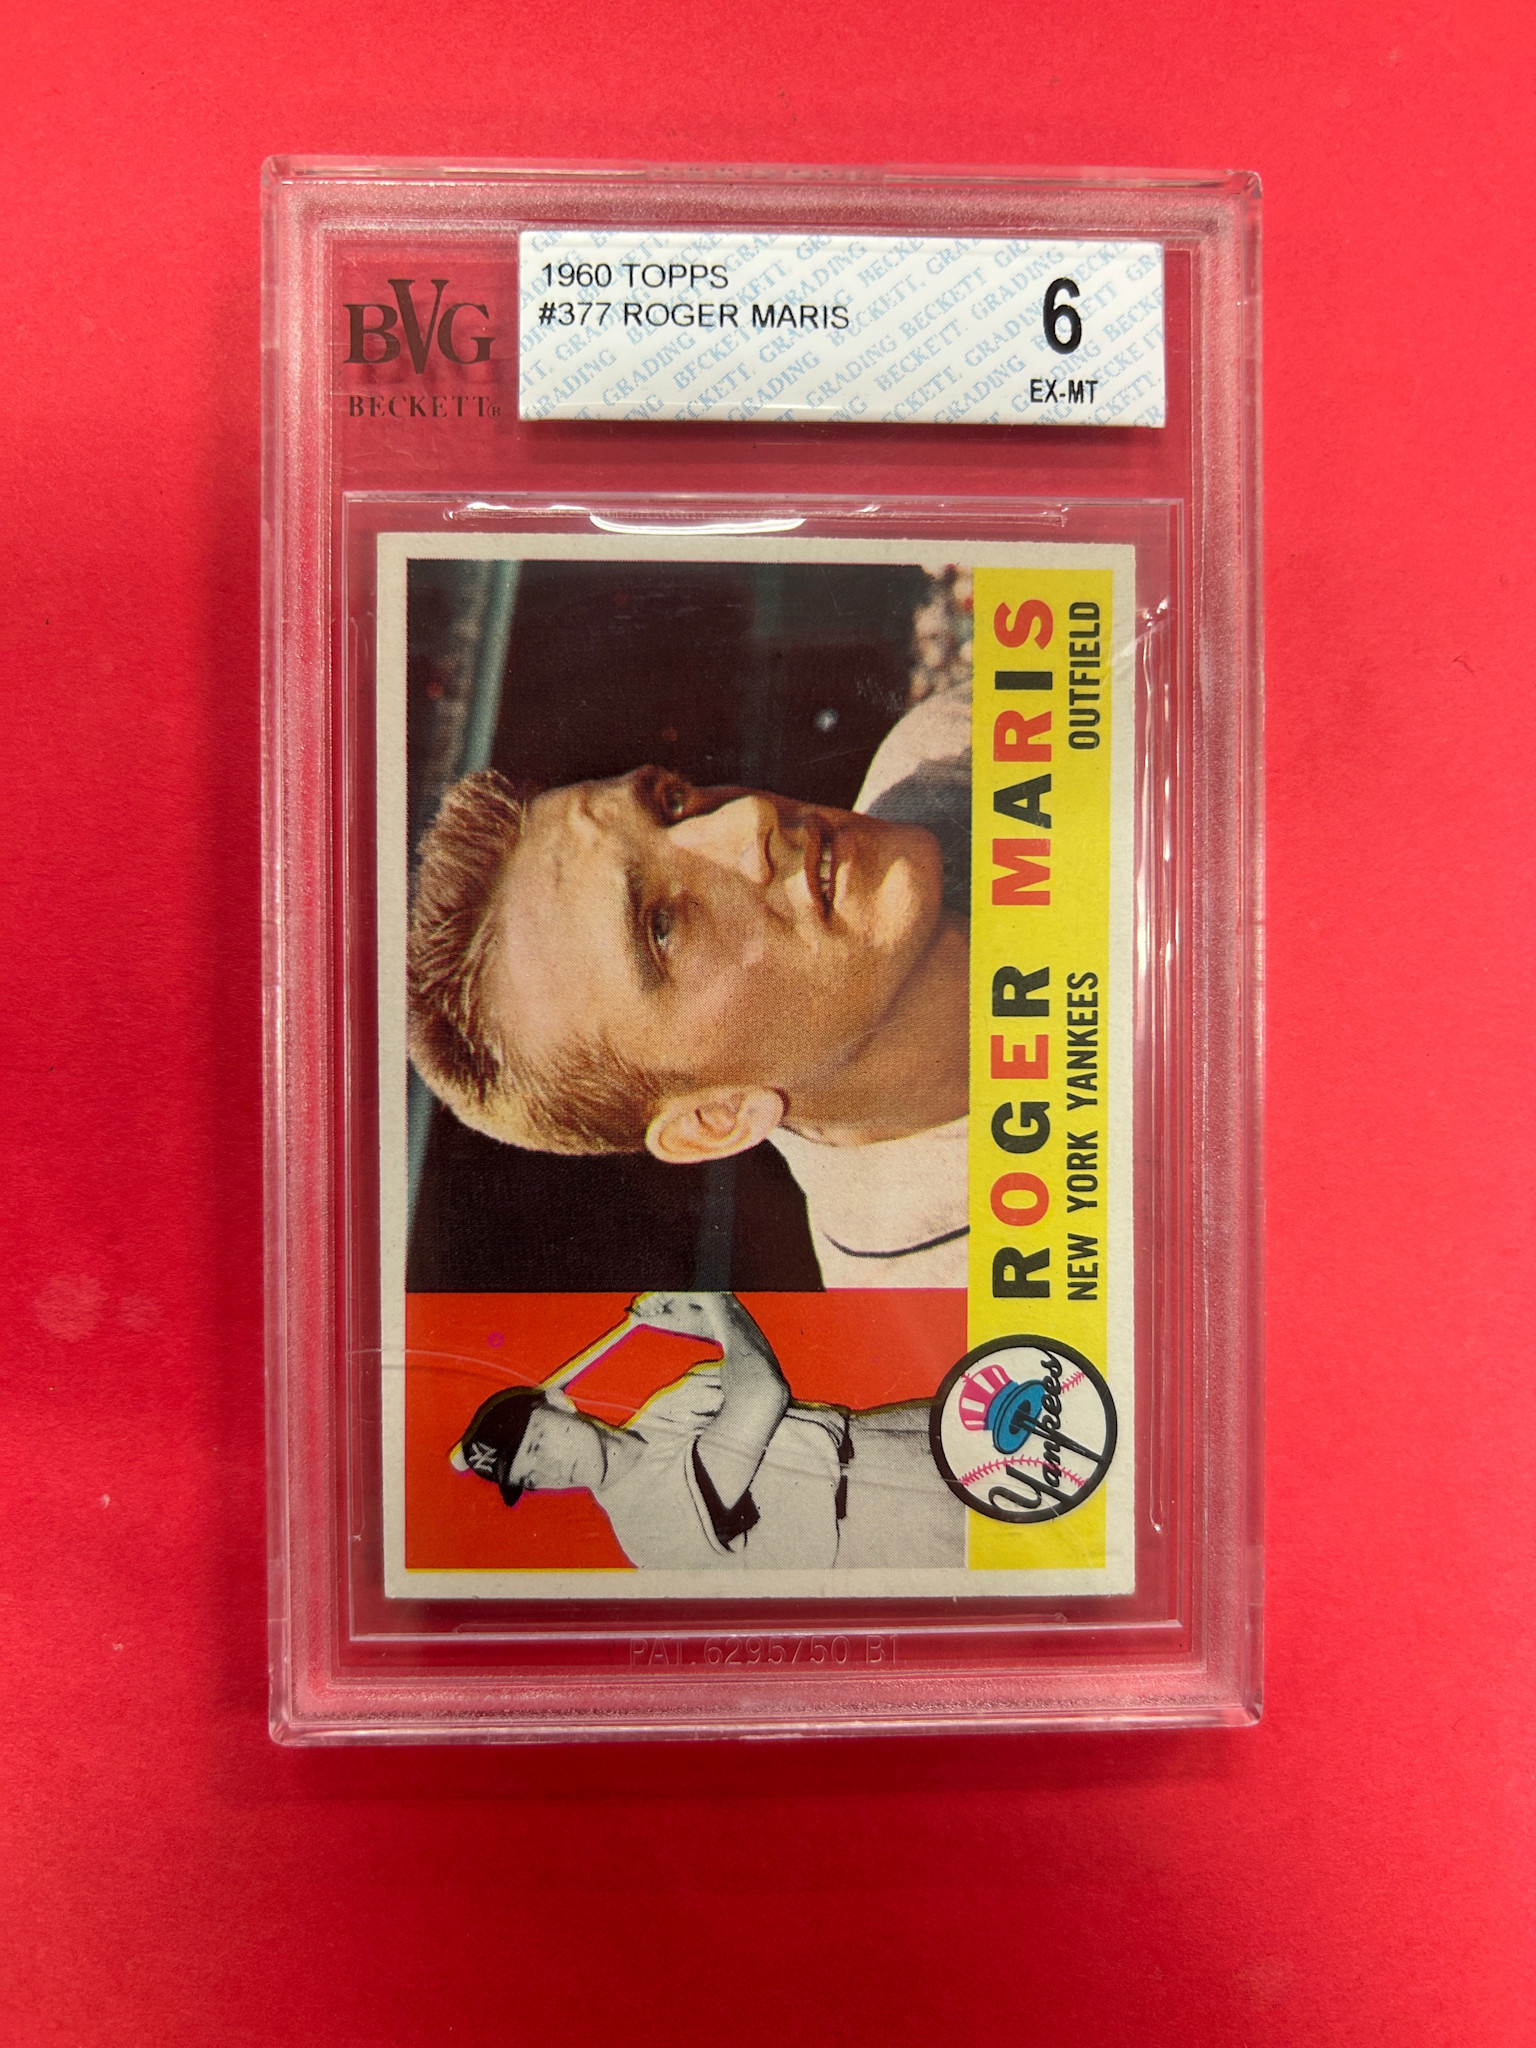 BVG
BECKETT®
1960 TOPPS
#377 ROGER MARIS
6
EX-MT
ROGER MARIS
NEW YORK YANKEES OUTFIELD
Yankees
NY
PAT. 6295750 B1